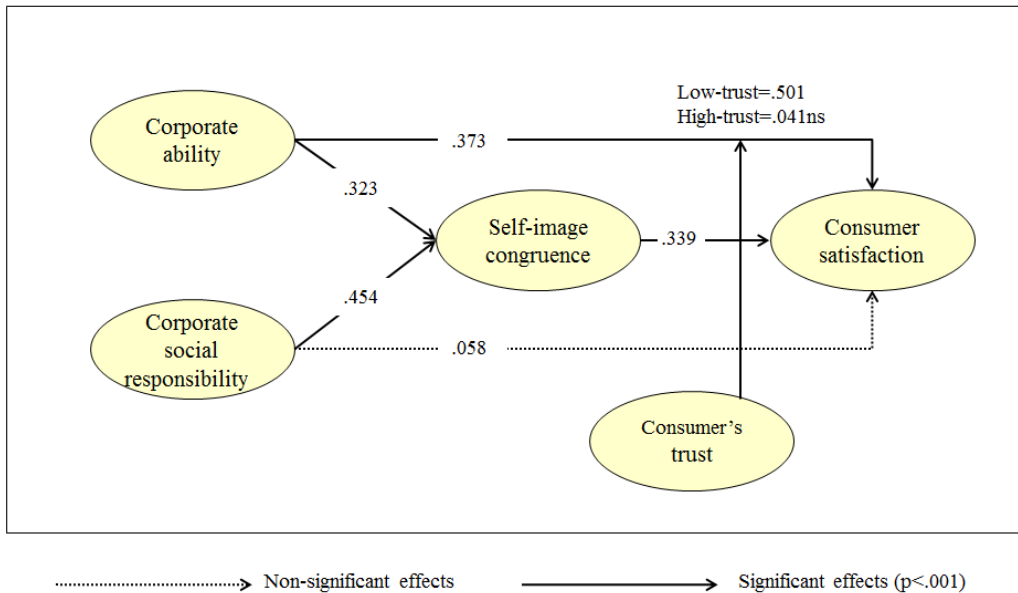 Low-trust=.501
High-trust=.041ns
Corporate
ability
.373
.323
Self-image
congruence
.339
Consumer
satisfaction
.454
Corporate
social
responsibility
.058
Consumer’s
trust
Non-significant effects
Significant effects (p<.001)